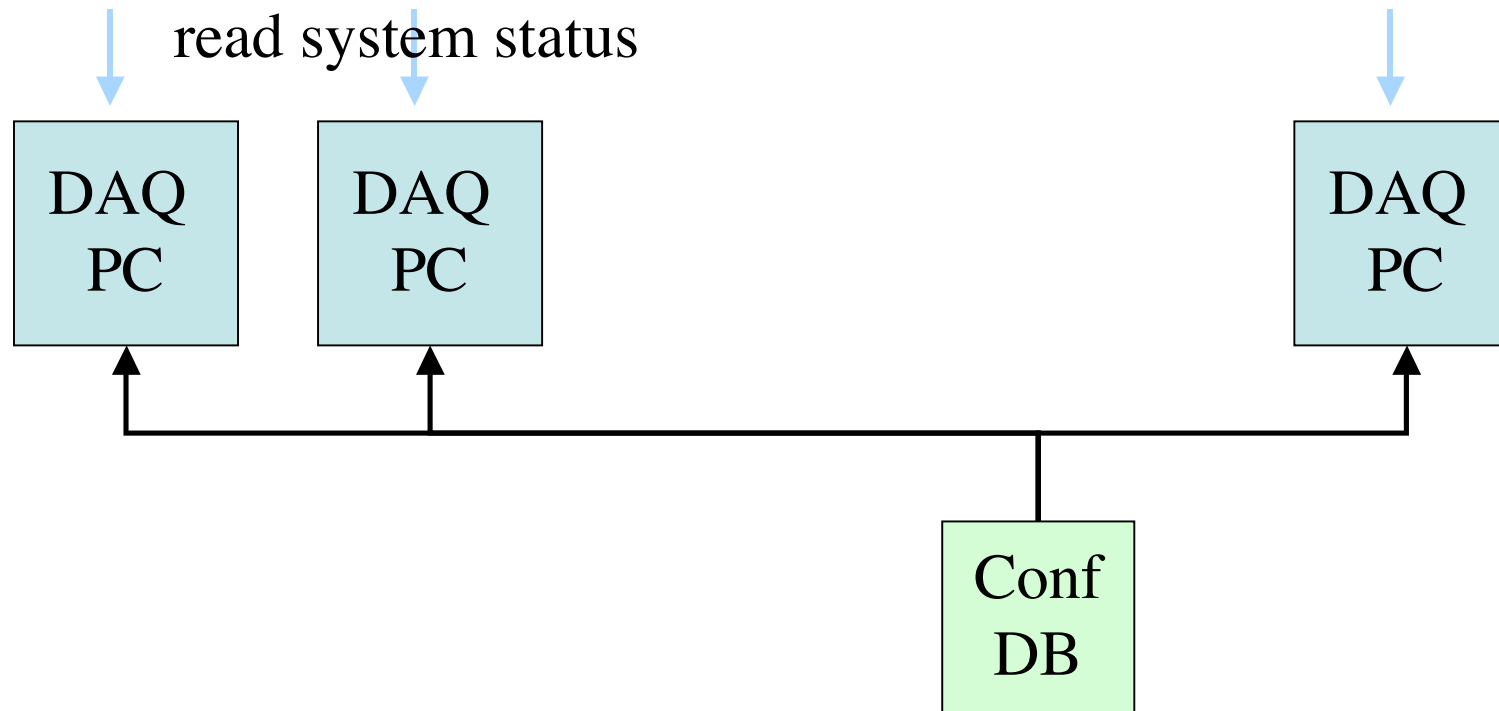 read system status
DAQ
PC
DAQ
PC
DAQ
PC
Conf
DB